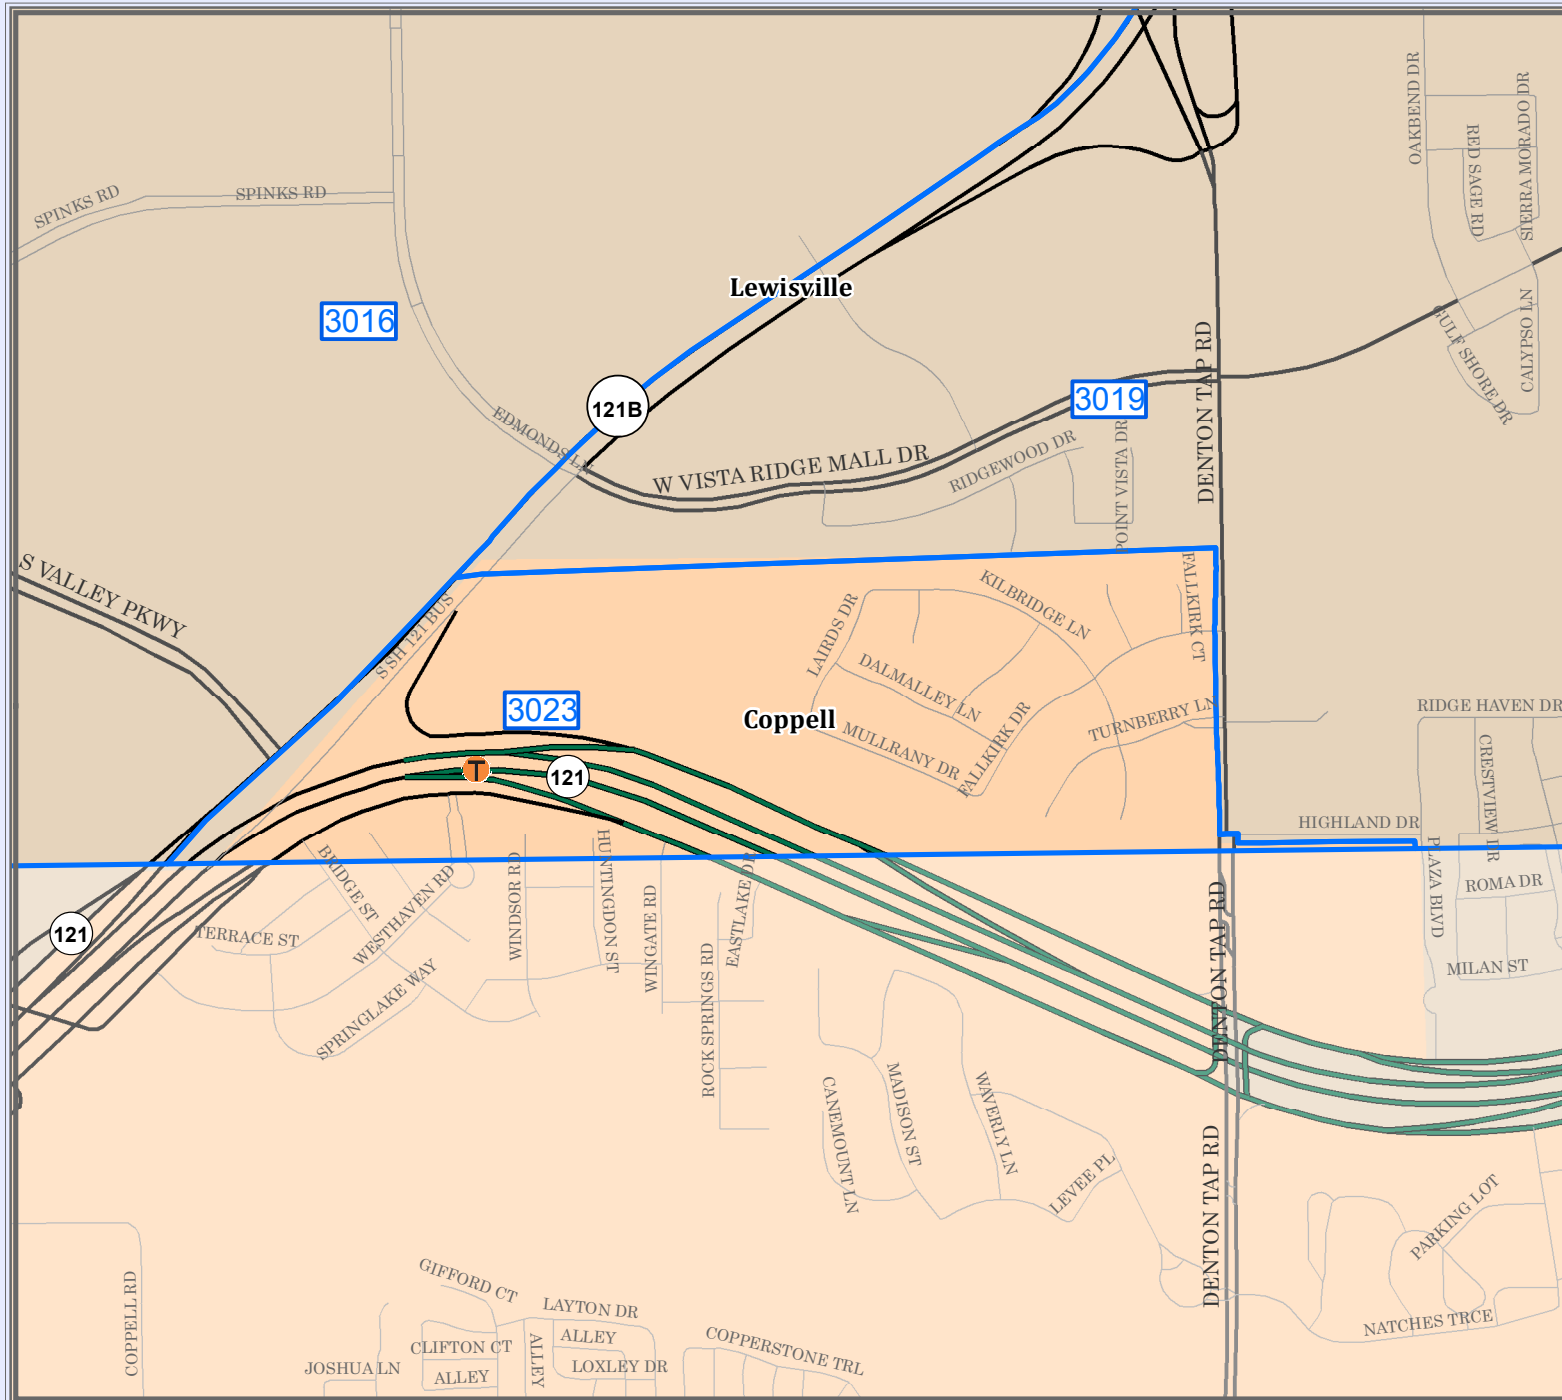 OAKBEND DR
RED SAGE RD
SIERRA MORADO DR
SPINKS RD
SPINKS RD
Lewisville
3016
GULF SHORE DR
CALYPSO LN
DENTON TAP RD
3019
121B
EDMONDS LN
W VISTA RIDGE MALL DR
RIDGEWOOD DR
POINT VISTA DR
S VALLEY PKWY
S SH 121 BUS
KILBRIDGE LN
FALLKIRK CT
LAIRDS DR
DALMALLEY LN
3023
Coppell
MULLRANY DR
FALLKIRK DR
TURNBERRY LN
RIDGE HAVEN DR
CRESTVIEW DR
T
121
HIGHLAND DR
BRIDGE ST
WESTHAVEN RD
WINDSOR RD
HUNTINGDON ST
WINGATE RD
EASTLAKE DR
DENTON TAP RD
PLAZA BLVD
ROMA DR
121
TERRACE ST
SPRINGLAKE WAY
ROCK SPRINGS RD
MILAN ST
CANEMOUNT LN
MADISON ST
WAVERLY LN
LEVEE PL
DENTON TAP RD
PARKING LOT
COPPELL RD
GIFFORD CT
LAYTON DR
ALLEY
CLIFTON CT
ALLEY
ALLEY
JOSHUA LN
LOXLEY DR
COPPERSTONE TRL
NATCHES TRCE